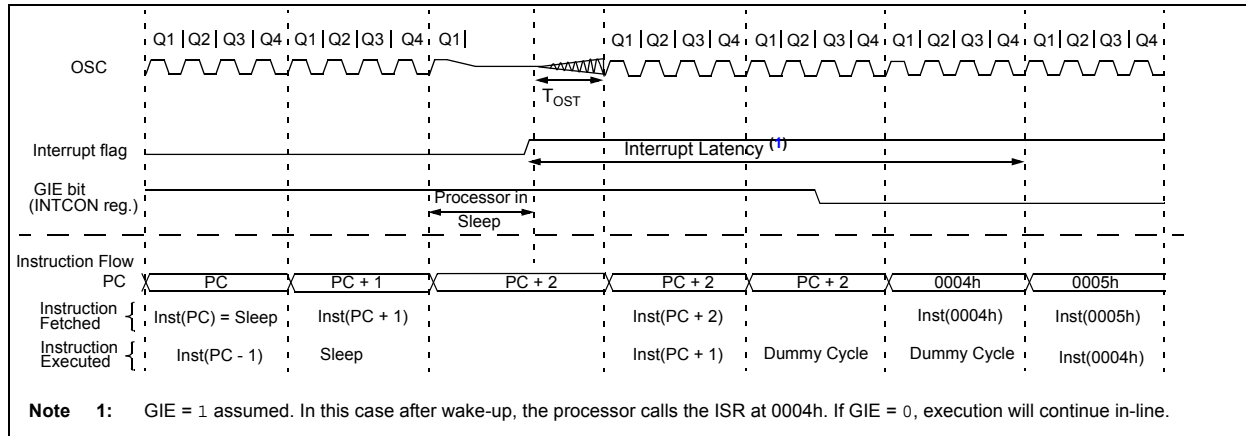 Q1 | Q2 | Q3 | Q4 Q1 | Q2 | Q3 | Q4 Q1 | Q1 | Q2 | Q3 | Q4 Q1 | Q2 | Q3 | Q4 Q1 | Q2 | Q3 | Q4 Q1 | Q2 | Q3 | Q4
OSC
TOST
Interrupt flag
Interrupt Latency (1)
GIE bit
(INTCON reg.)
Processor in
Sleep
Instruction Flow
PC PC PC + 1 PC + 2 PC + 2 PC + 2 0004h 0005h
Instruction
Fetched { Inst(PC) = Sleep Inst(PC + 1) Inst(PC + 2) Inst(0004h) Inst(0005h)
Instruction
Executed { Inst(PC - 1) Sleep Inst(PC + 1) Dummy Cycle Dummy Cycle Inst(0004h)
Note 1: GIE = 1 assumed. In this case after wake-up, the processor calls the ISR at 0004h. If GIE = 0, execution will continue in-line.